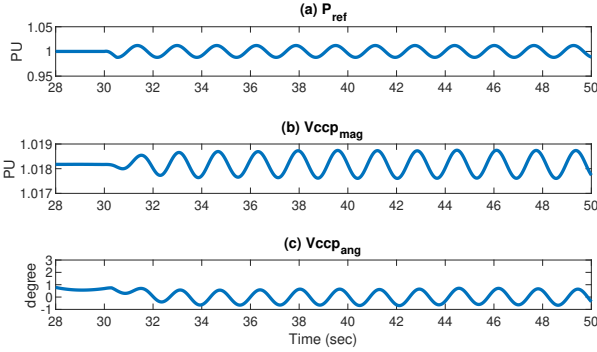 (a) P_ref
1.05
1
0.95
PU
28 30 32 34 36 38 40 42 44 46 48 50
(b) Vccp_mag
1.019
1.018
1.017
PU
28 30 32 34 36 38 40 42 44 46 48 50
(c) Vccp_ang
3
2
1
0
-1
degree
28 30 32 34 36 38 40 42 44 46 48 50
Time (sec)